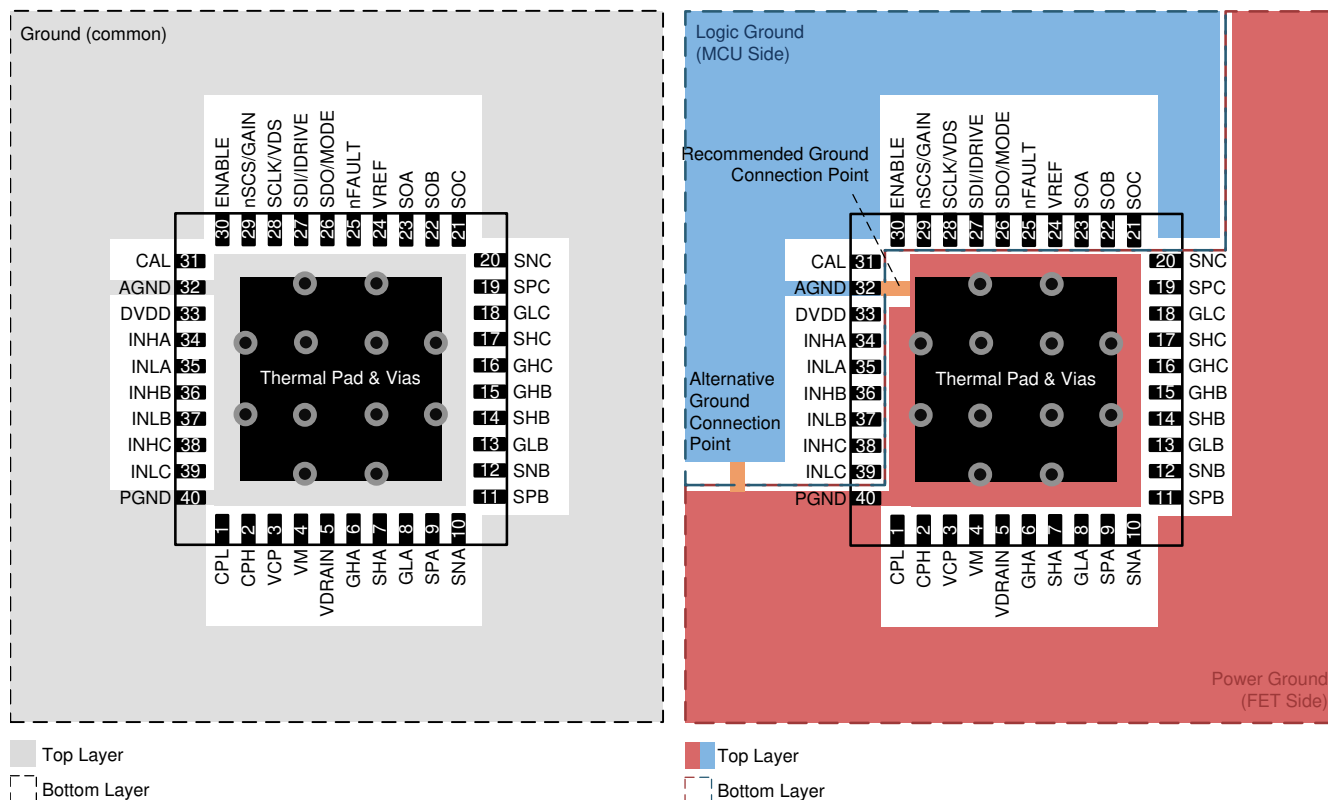 Ground (common)
30 ENABLE
29 nSCS/GAIN
28 SCLK/VDS
27 SDI/IDRIVE
26 SDO/MODE
25 nFAULT
24 VREF
23 SOA
22 SOB
21 SOC
CAL 31
AGND 32
DVDD 33
INHA 34
INLA 35
INHB 36
INLB 37
INHC 38
INLC 39
PGND 40
Thermal Pad & Vias
20 SNC
19 SPC
18 GLC
17 SHC
16 GHC
15 GHB
14 SHB
13 GLB
12 SNB
11 SPB
CPL 1
CPH 2
VCP 3
VM 4
VDRAIN 5
GHA 6
SHA 7
GLA 8
SPA 9
SNA 10
Top Layer
Bottom Layer
Logic Ground
(MCU Side)
Recommended Ground
Connection Point
30 ENABLE
29 nSCS/GAIN
28 SCLK/VDS
27 SDI/IDRIVE
26 SDO/MODE
25 nFAULT
24 VREF
23 SOA
22 SOB
21 SOC
CAL 31
AGND 32
DVDD 33
INHA 34
INLA 35
INHB 36
INLB 37
INHC 38
INLC 39
PGND 40
Alternative
Ground
Connection
Point
Thermal Pad & Vias
20 SNC
19 SPC
18 GLC
17 SHC
16 GHC
15 GHB
14 SHB
13 GLB
12 SNB
11 SPB
CPL 1
CPH 2
VCP 3
VM 4
VDRAIN 5
GHA 6
SHA 7
GLA 8
SPA 9
SNA 10
Power Ground
(FET Side)
Top Layer
Bottom Layer